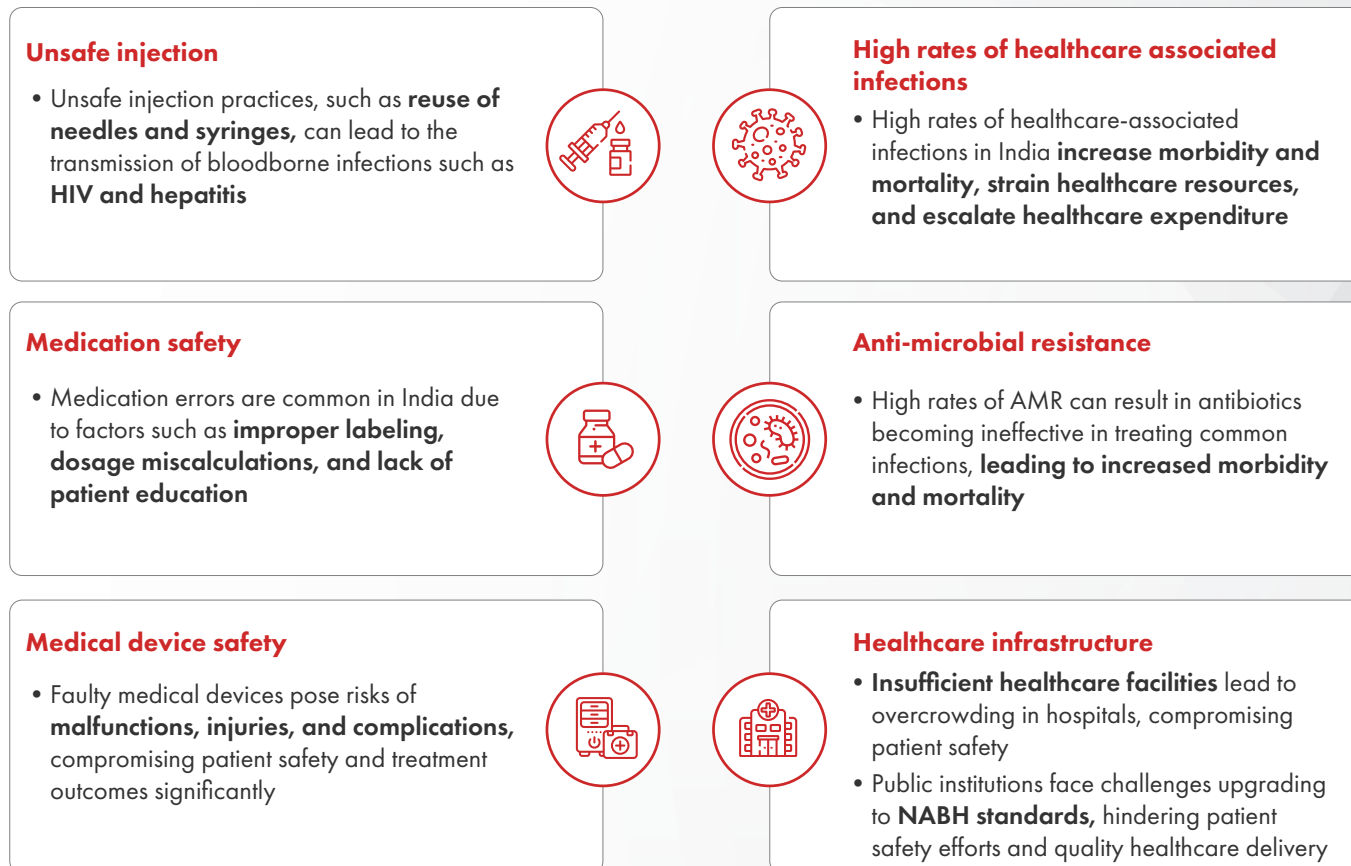 Unsafe injection
• Unsafe injection practices, such as reuse of
needles and syringes, can lead to the
transmission of bloodborne infections such as
HIV and hepatitis
High rates of healthcare associated
infections
• High rates of healthcare-associated
infections in India increase morbidity and
mortality, strain healthcare resources,
and escalate healthcare expenditure
Medication safety
• Medication errors are common in India due
to factors such as improper labeling,
dosage miscalculations, and lack of
patient education
Anti-microbial resistance
• High rates of AMR can result in antibiotics
becoming ineffective in treating common
infections, leading to increased morbidity
and mortality
Medical device safety
• Faulty medical devices pose risks of
malfunctions, injuries, and complications,
compromising patient safety and treatment
outcomes significantly
Healthcare infrastructure
• Insufficient healthcare facilities lead to
overcrowding in hospitals, compromising
patient safety
• Public institutions face challenges upgrading
to NABH standards, hindering patient
safety efforts and quality healthcare delivery